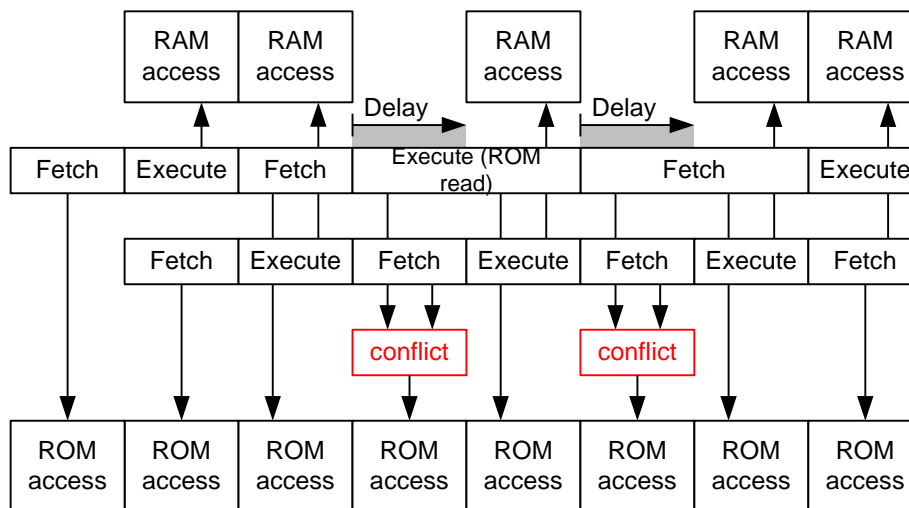 RAM
access
RAM
access
RAM
access
RAM
access
RAM
access
Delay
Delay
Fetch
Execute
Fetch
Execute (ROM
read)
Fetch
Execute
Fetch
Execute
Fetch
Execute
Fetch
Execute
Fetch
conflict
conflict
ROM
access
ROM
access
ROM
access
ROM
access
ROM
access
ROM
access
ROM
access
ROM
access